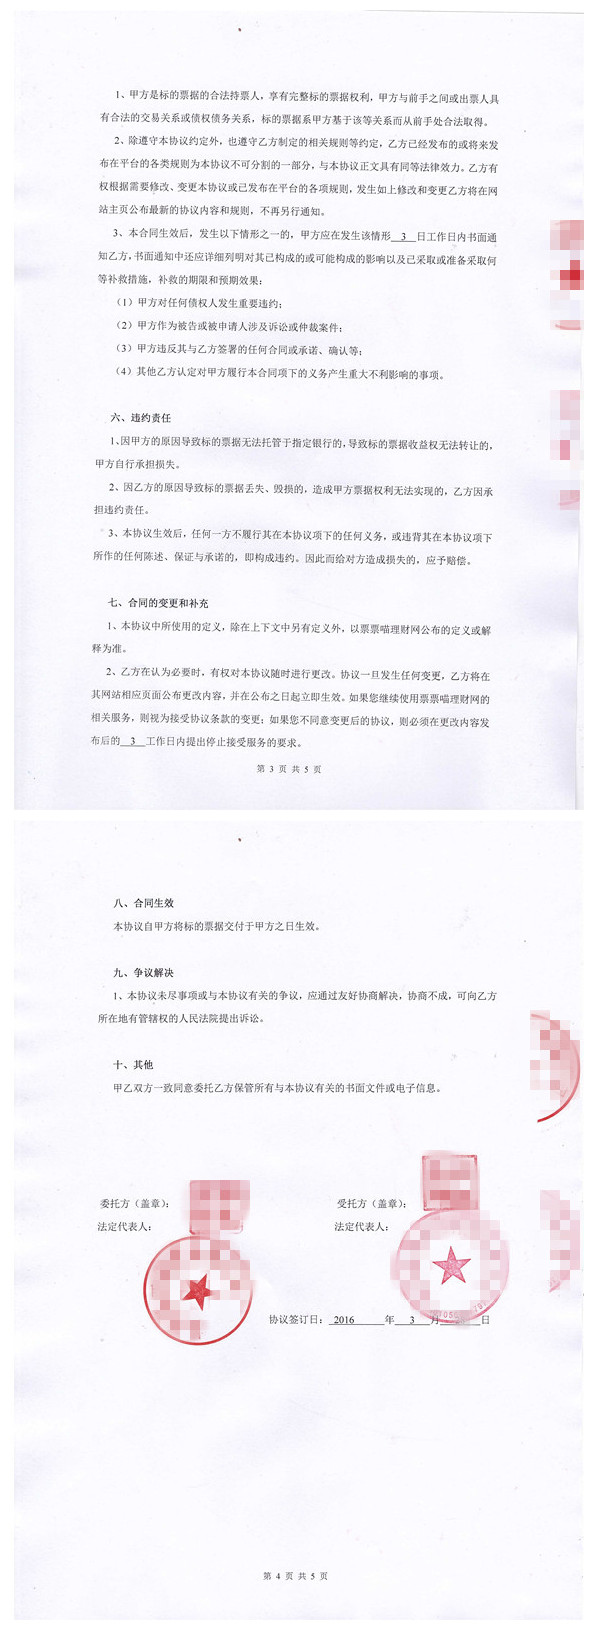 1、甲方是标的票据的合法持票人，享有完整标的票据权利，甲方与前手之间或出票人具
有合法的交易关系或债权债务关系，标的票据系甲方基于该等关系而从前手处合法取得。
2、除遵守本协议约定外，也遵守乙方制定的相关规则等约定，乙方已经发布的或将来发
布在平台的各类规则为本协议不可分割的一部分，与本协议正文具有同等法律效力。乙方有
权根据需要修改、变更本协议或已发布在平台的各项规则，发生如上修改和变更乙方将在网
站主页公布最新的协议内容和规则，不再另行通知。
3、本合同生效后，发生以下情形之一的，甲方应在发生该情形 3 日工作日内书面通
知乙方，书面通知中还应详细列明对其已构成的或可能构成的影响以及已采取或准备采取何
等补救措施，补救的期限和预期效果：
（1）甲方对任何债权人发生重要违约；
（2）甲方作为被告或被申请人涉及诉讼或仲裁案件；
（3）甲方违反其与乙方签署的任何合同或承诺、确认等；
（4）其他乙方认定对甲方履行本合同项下的义务产生重大不利影响的事项。
六、违约责任
1、因甲方的原因导致标的票据无法托管于指定银行的，导致标的票据收益权无法转让的，
甲方自行承担损失。
2、因乙方的原因导致标的票据丢失、毁损的，造成甲方票据权利无法实现的，乙方因承
担违约责任。
3、本协议生效后，任何一方不履行其在本协议项下的任何义务，或违背其在本协议项下
所作的任何陈述、保证与承诺的，即构成违约。因此而给对方造成损失的，应予赔偿。
七、合同的变更和补充
1、本协议中所使用的定义，除在上下文中另有定义外，以票票喵理财网公布的定义或解
释为准。
2、乙方在认为必要时，有权对本协议随时进行更改。协议一旦发生任何变更，乙方将在
其网站相应页面公布更改内容，并在公布之日起立即生效。如果您继续使用票票喵理财网的
相关服务，则视为接受协议条款的变更；如果您不同意变更后的协议，则必须在更改内容发
布后的 3 工作日内提出停止接受服务的要求。
第 3 页 共 5 页
八、合同生效
本协议自甲方将标的票据交付于甲方之日生效。
九、争议解决
1、本协议未尽事项或与本协议有关的争议，应通过友好协商解决，协商不成，可向乙方
所在地有管辖权的人民法院提出诉讼。
十、其他
甲乙双方一致同意委托乙方保管所有与本协议有关的书面文件或电子信息。
委托方（盖章）： 受托方（盖章）：
法定代表人： 法定代表人：
协议签订日： 2016 年 3 月 日
第 4 页 共 5 页